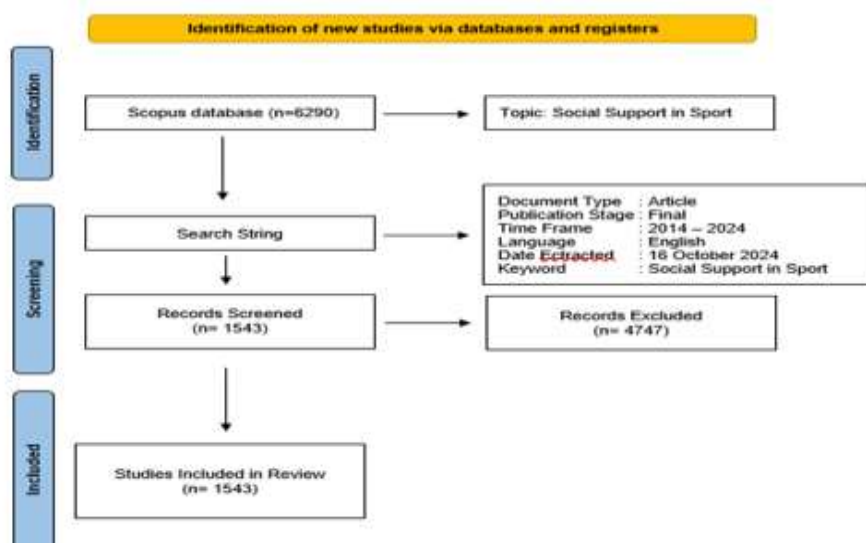 Identification of new studies via databases and registers
Identification
Scopus database (n=6290)
Topic: Social Support in Sport
Screening
Search String
Document Type : Article
Publication Stage : Final
Time Frame : 2014 – 2024
Language : English
Date Ectracted : 16 October 2024
Keyword : Social Support in Sport
Records Screened
(n= 1543)
Records Excluded
(n= 4747)
Included
Studies Included in Review
(n= 1543)